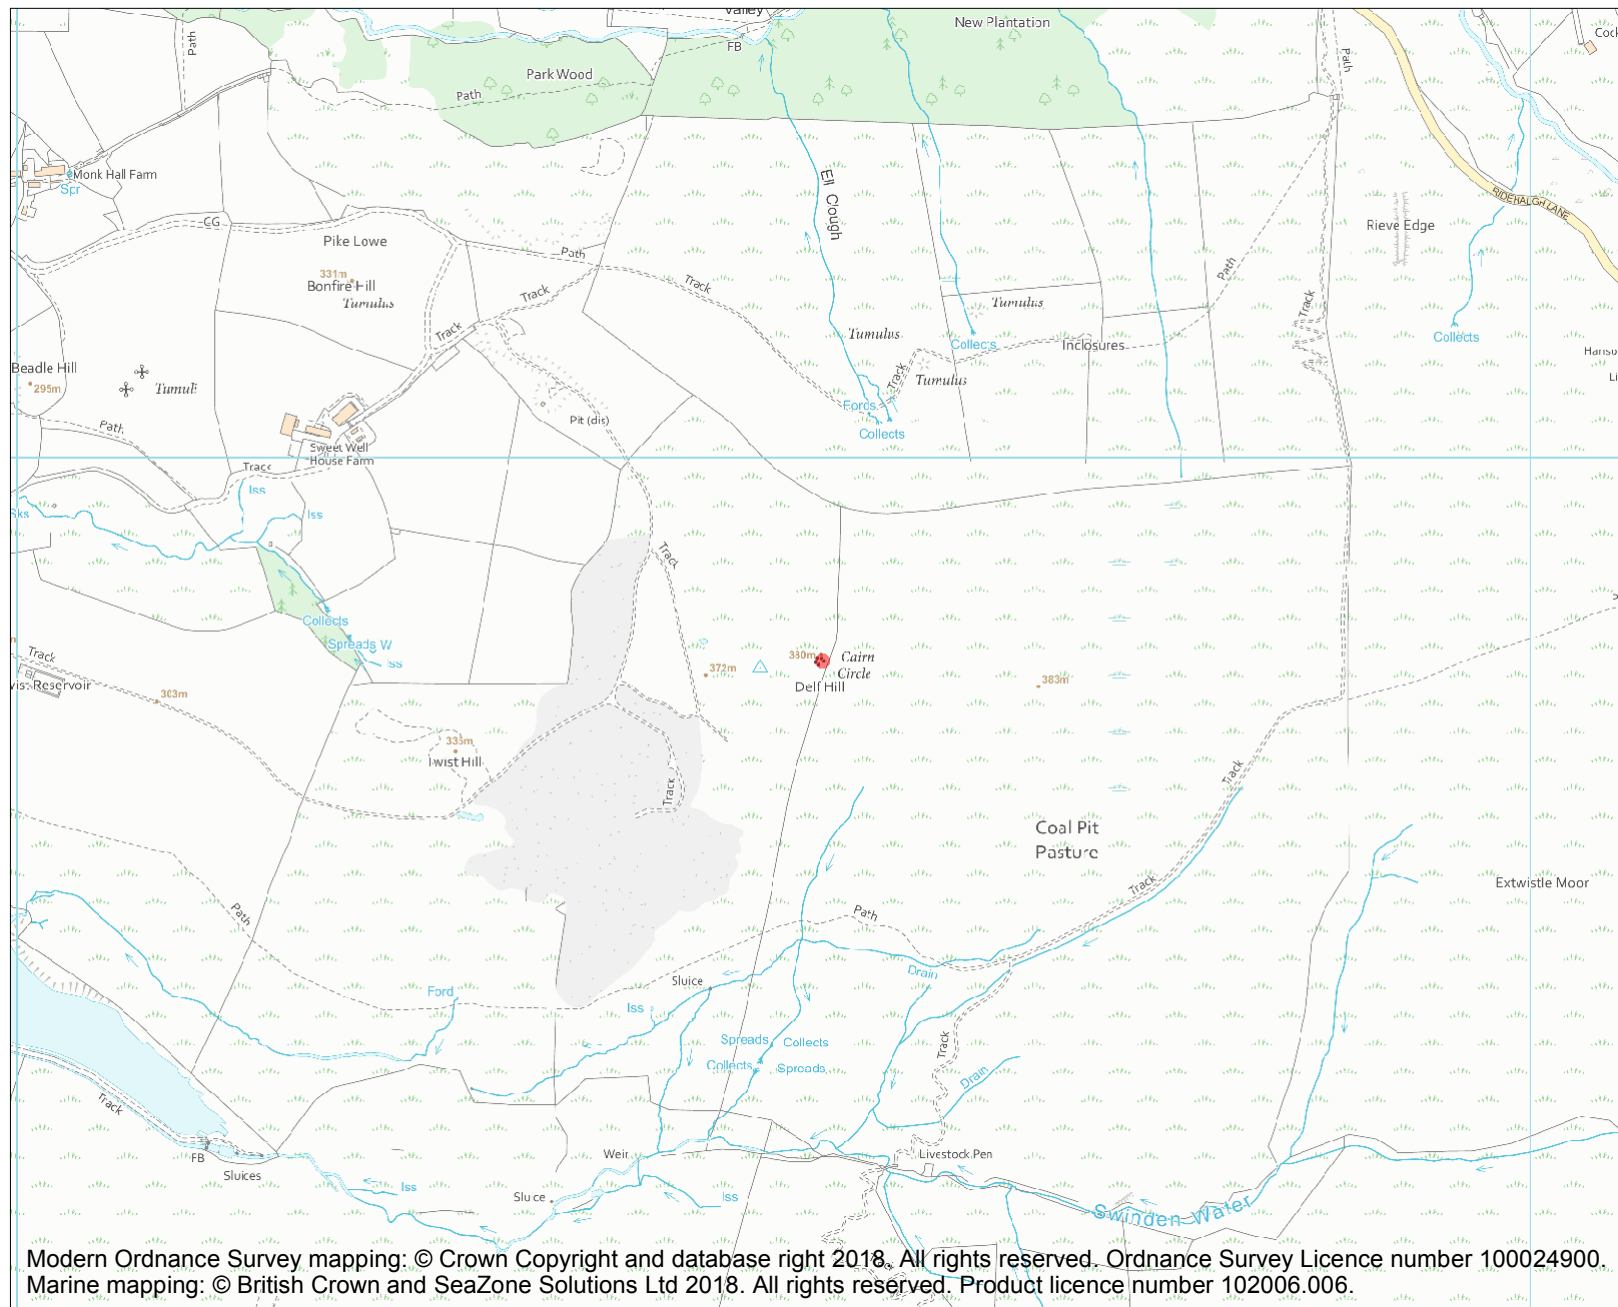 Valley
New Plantation
Path
FB
Path
Park Wood
Path
Monk Hall Farm
Spr
Ell Clough
RIDEHALGH LANE
CG
Pike Lowe
Rieve Edge
Path
Path
331m
Bonfire Hill
Tumulus
Track
Track
Tumulus
Track
Track
Tumulus
Collects
Inclosures
Collects
Beadle Hill
295m
Tumuli
Track
Tumulus
Fords
Collects
Path
Pit (dis)
Sweet Well
House Farm
Track
Iss
Iss
Sks
Track
Collects
Spreads W
Iss
Track
303m
372m
380m
Cairn
Circle
Delf Hill
383m
335m
Twist Hill
Track
Track
Coal Pit
Pasture
Track
Extwistle Moor
Path
Path
Drain
Sluice
Ford
Iss
Track
Spreads
Collects
Collects
Spreads
Drain
Track
FB
Sluices
Weir
Livestock Pen
Iss
Sluice
Iss
Swinden Water
Modern Ordnance Survey mapping: © Crown Copyright and database right 2018. All rights reserved. Ordnance Survey Licence number 100024900.
Marine mapping: © British Crown and SeaZone Solutions Ltd 2018. All rights reserved. Product licence number 102006.006.